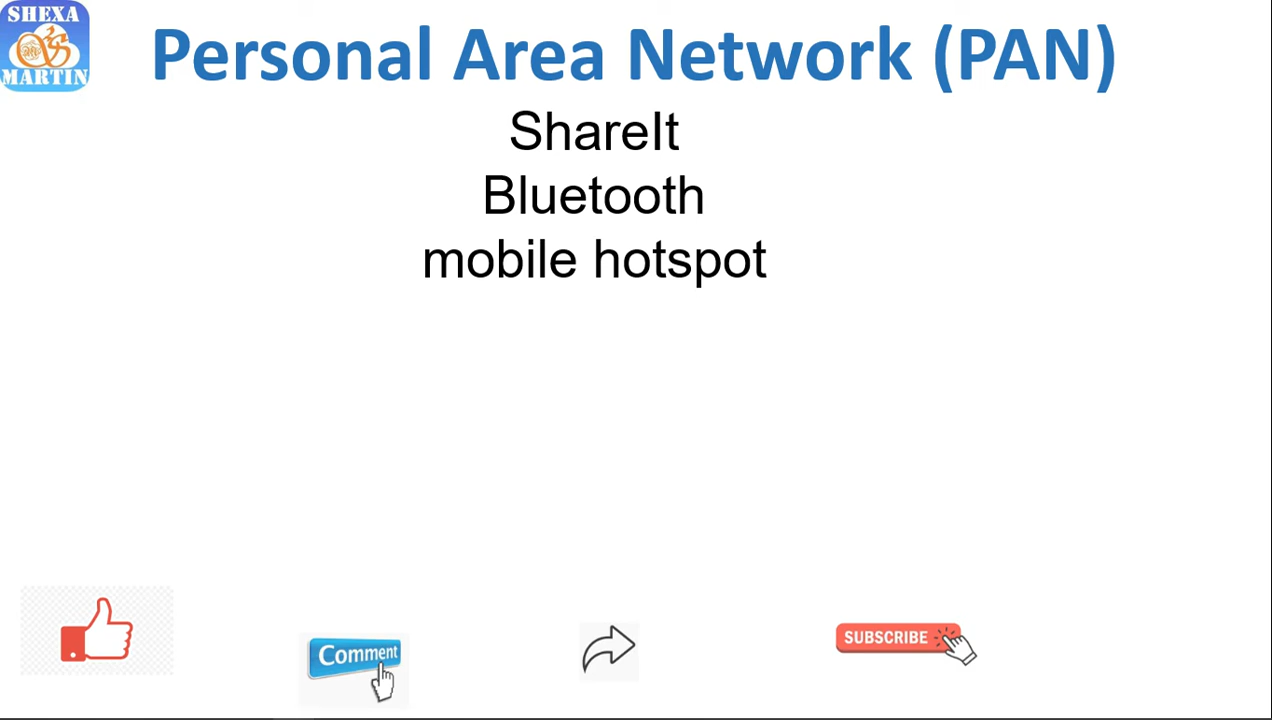 SHEXA
MARTIN
Personal Area Network (PAN)
ShareIt
Bluetooth
mobile hotspot
Comment
SUBSCRIBE